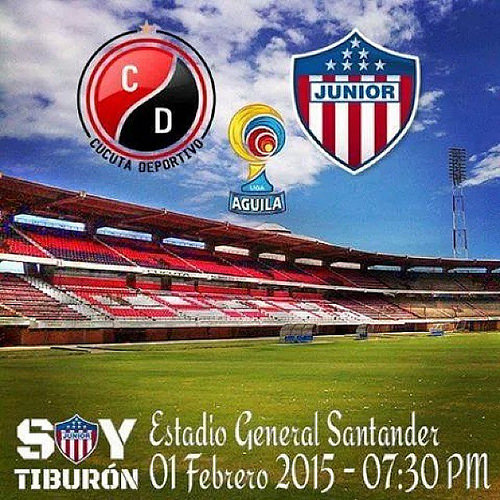 C
D
CUCUTA DEPORTIVO
JUNIOR
LIGA
AGUILA
SOY
JUNIOR
TIBURÓN
Estadio General Santander
01 Febrero 2015 - 07:30 PM